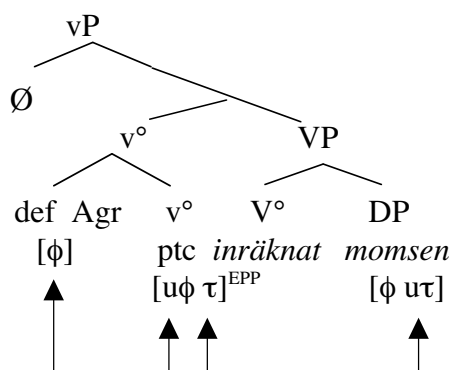 vP
Ø
v° VP
def Agr v° V° DP
[ϕ] ptc inräknat momsen
[uϕ τ]EPP [ϕ uτ]